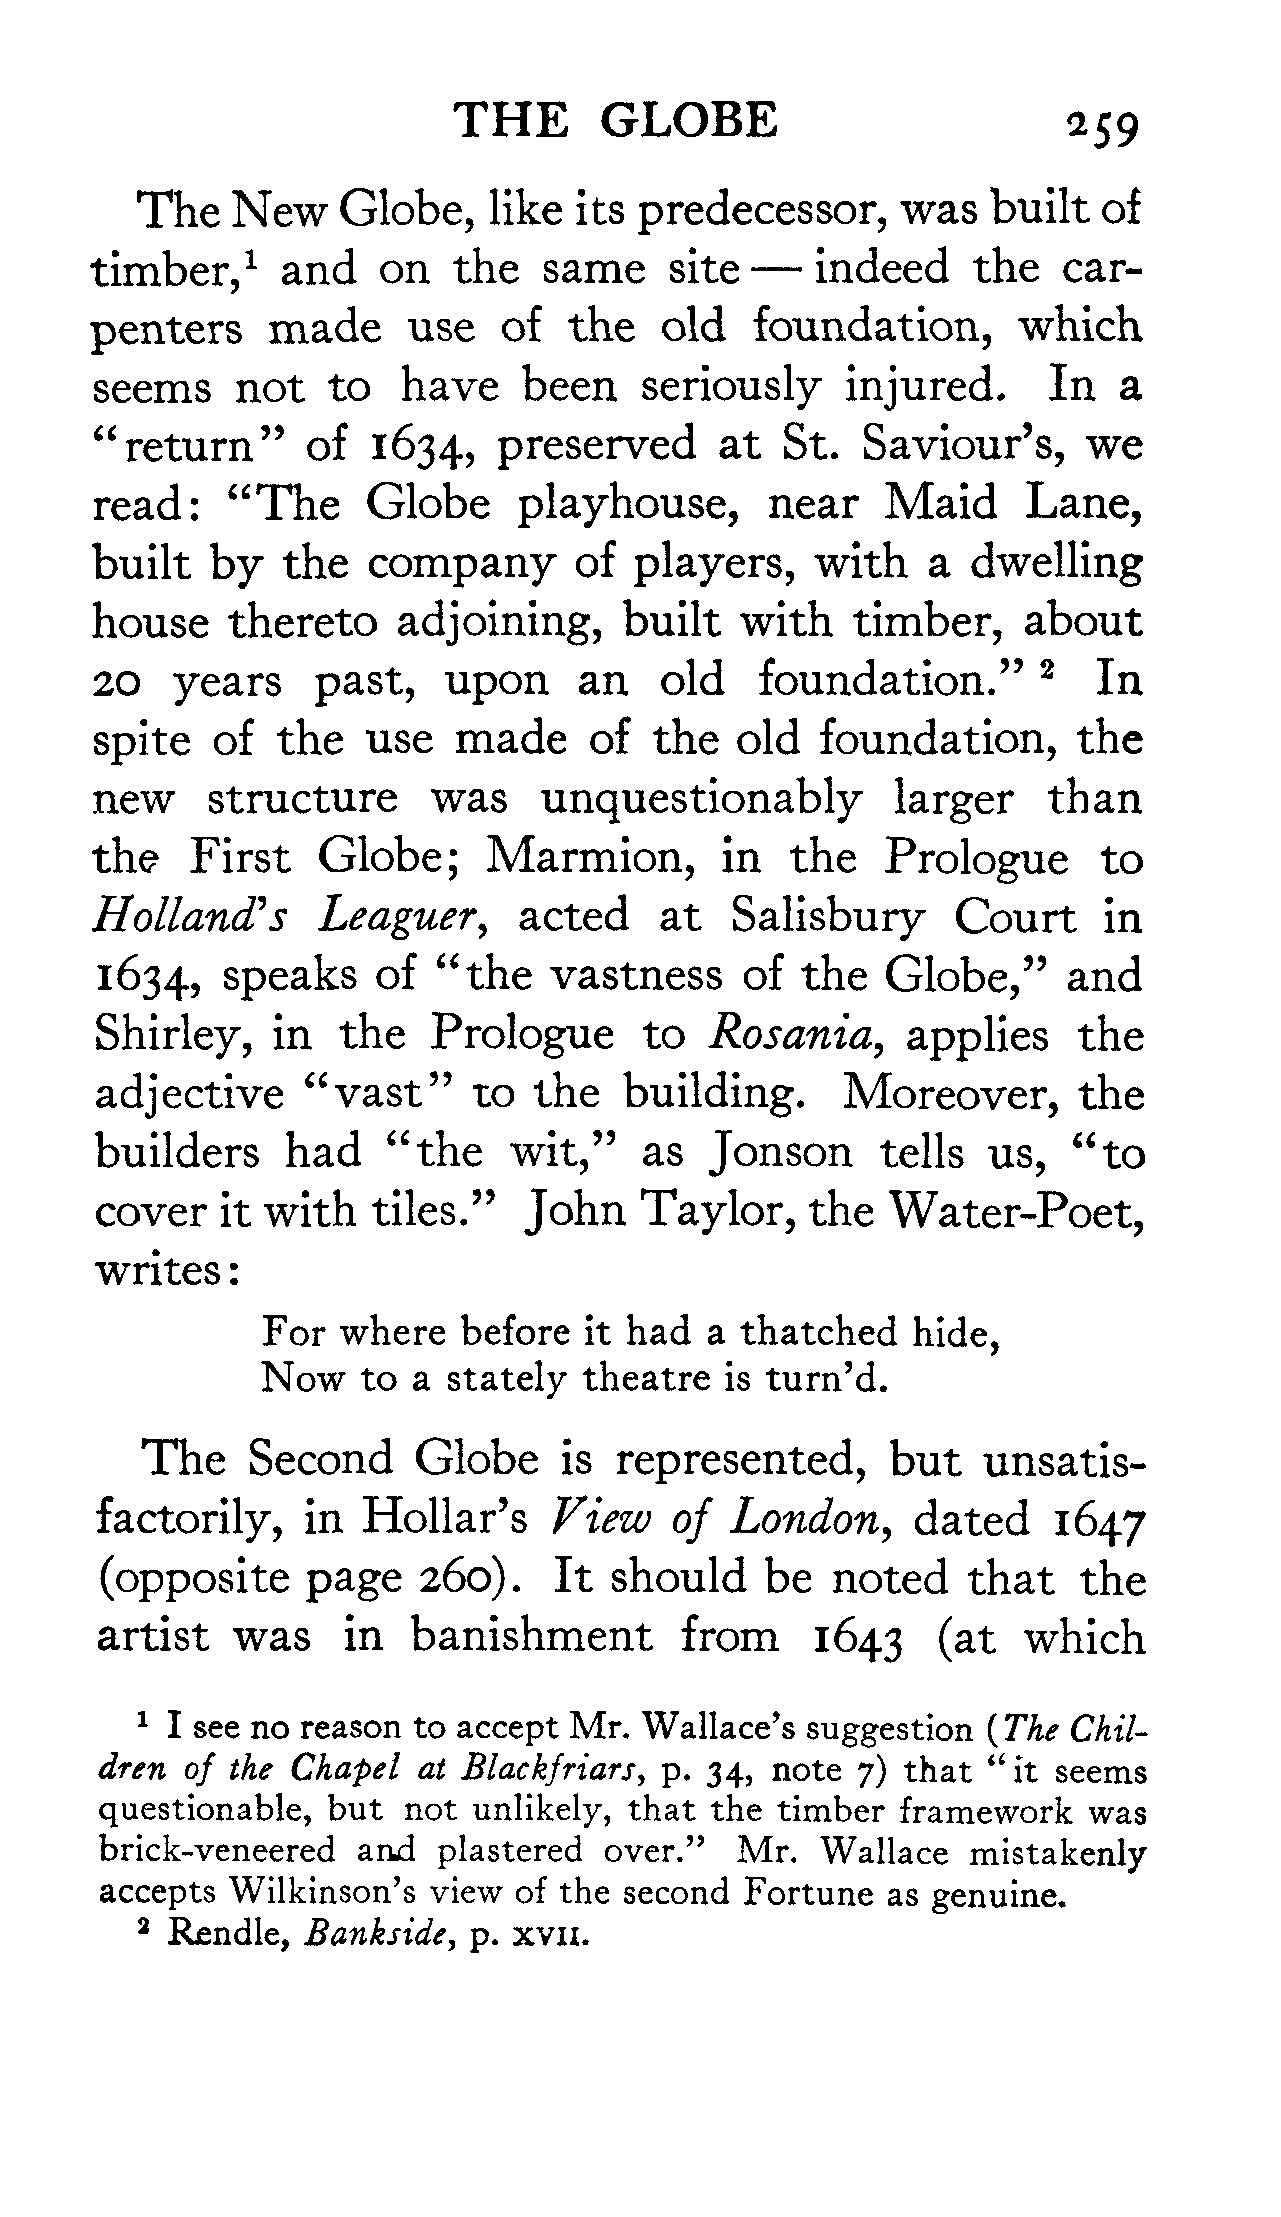 THE GLOBE 259
The New Globe, like its predecessor, was built of
timber,¹ and on the same site — indeed the car-
penters made use of the old foundation, which
seems not to have been seriously injured. In a
“return” of 1634, preserved at St. Saviour’s, we
read: “The Globe playhouse, near Maid Lane,
built by the company of players, with a dwelling
house thereto adjoining, built with timber, about
20 years past, upon an old foundation.” ² In
spite of the use made of the old foundation, the
new structure was unquestionably larger than
the First Globe; Marmion, in the Prologue to
Holland’s Leaguer, acted at Salisbury Court in
1634, speaks of “the vastness of the Globe,” and
Shirley, in the Prologue to Rosania, applies the
adjective “vast” to the building. Moreover, the
builders had “the wit,” as Jonson tells us, “to
cover it with tiles.” John Taylor, the Water-Poet,
writes:
For where before it had a thatched hide,
Now to a stately theatre is turn’d.
The Second Globe is represented, but unsatis-
factorily, in Hollar’s View of London, dated 1647
(opposite page 260). It should be noted that the
artist was in banishment from 1643 (at which
¹ I see no reason to accept Mr. Wallace’s suggestion (The Chil-
dren of the Chapel at Blackfriars, p. 34, note 7) that “it seems
questionable, but not unlikely, that the timber framework was
brick-veneered and plastered over.” Mr. Wallace mistakenly
accepts Wilkinson’s view of the second Fortune as genuine.
² Rendle, Bankside, p. XVII.